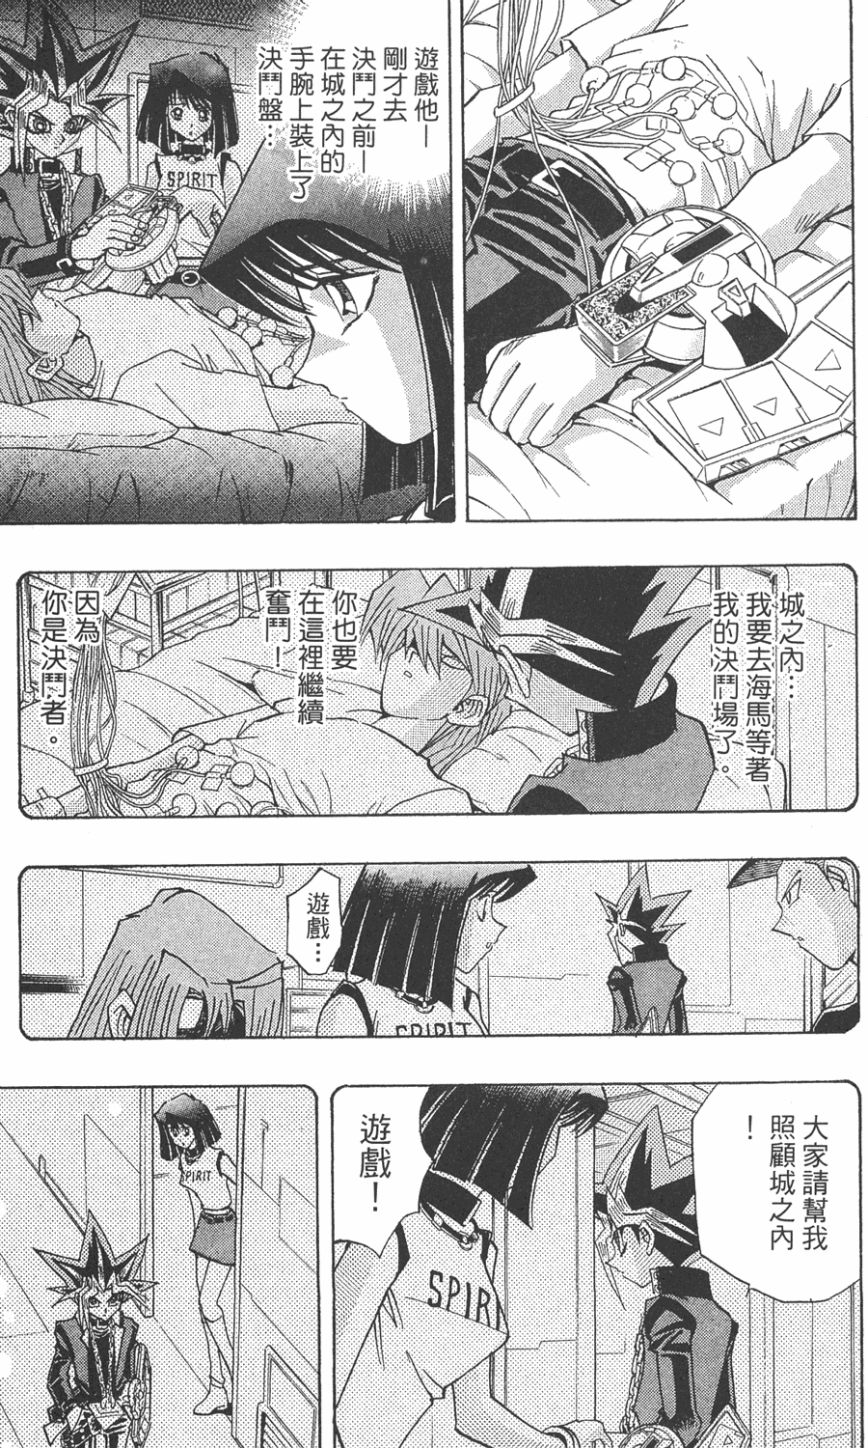 遊戲他—
剛才去
決鬥之前—
在城之內的
手腕上裝上了
決鬥盤…
SPIRIT
城之內…
我要去海馬等著
我的決鬥場了。
你也要
在這裡繼續
奮鬥！
因為
你是決鬥者。
遊戲…
SPIRIT
大家請幫我
照顧城之內
！
遊戲！
SPIRI
SPIRIT